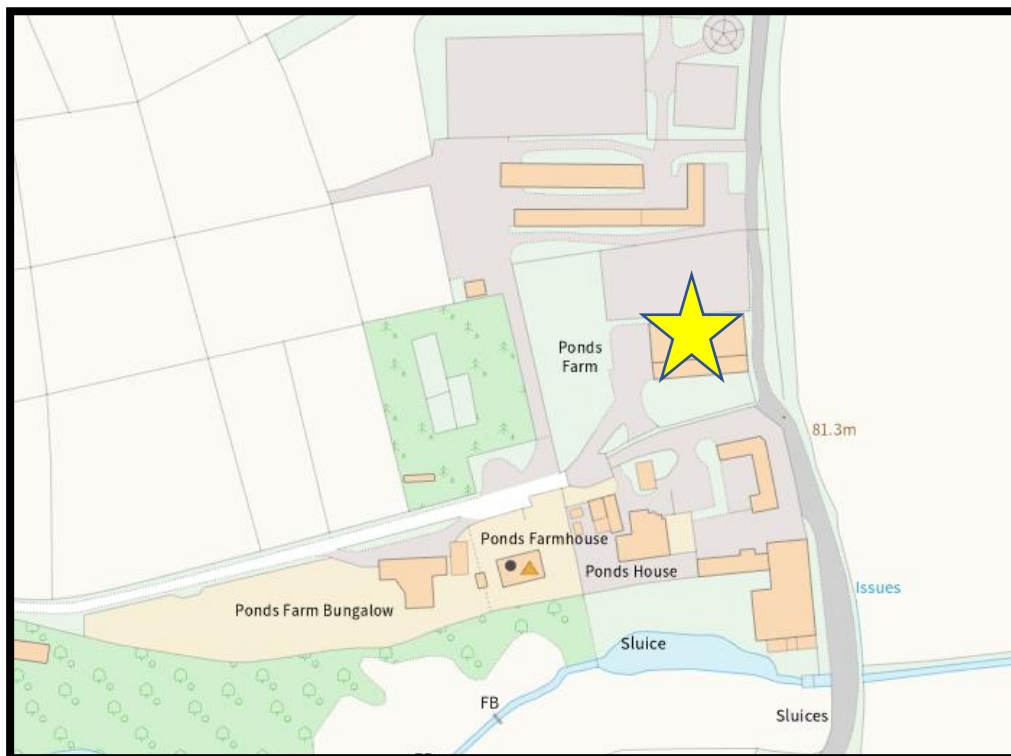 Ponds
Farm
81.3m
Ponds Farmhouse
Ponds House
Issues
Ponds Farm Bungalow
Sluice
FB
Sluices